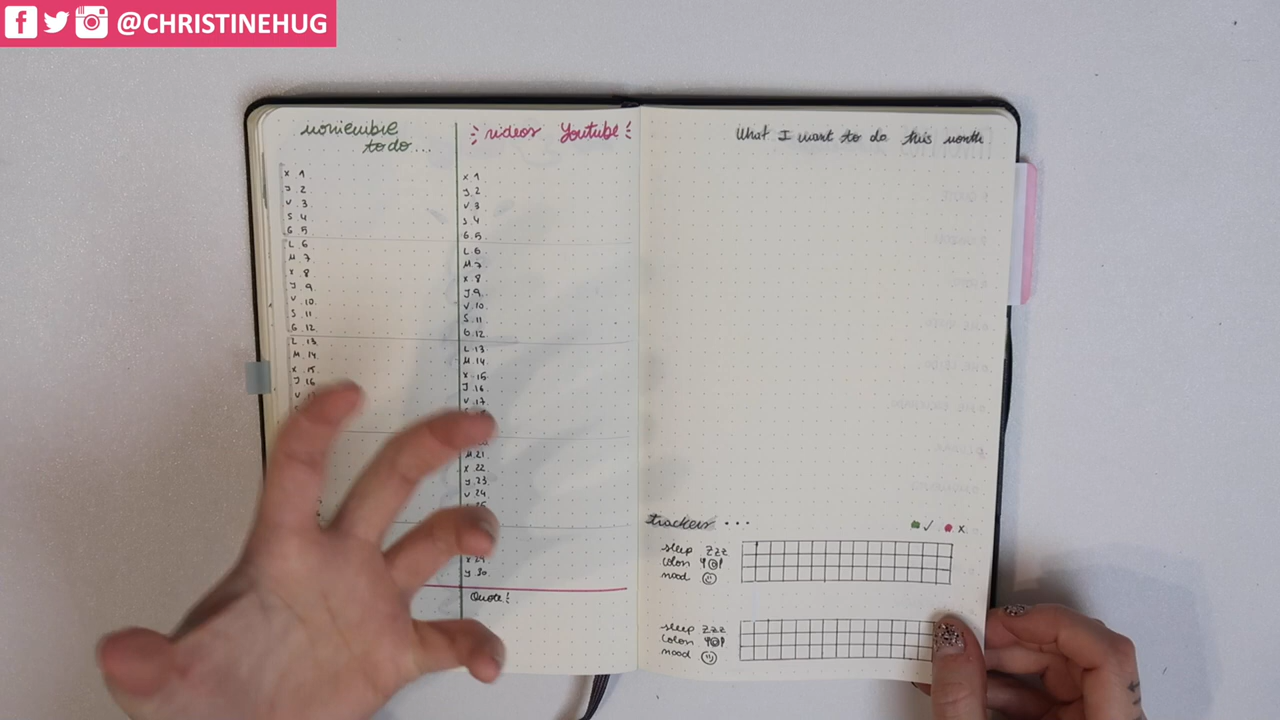 @CHRISTINEHUG
noviembre
to do...
videos Youtube
What I want to do this month
X.1
J.2
V.3
S.4
G.5
L.6
M.7
X.8
J.9
V.10.
S.11
G.12.
L.13.
M.14.
X.15.
J.16.
X.1
J.2
V.3
S.4
G.5.
L.6
M.7.
X.8
J.9.
V.10
S.11
G.12.
L.13
M.14.
X.15
J.16.
V.17.
M.21.
X.22
J.23
V.24.
J 30.
Quote!
trackers ...
✓ x
sleep zzz
colon
mood
sleep zzz
colon
mood